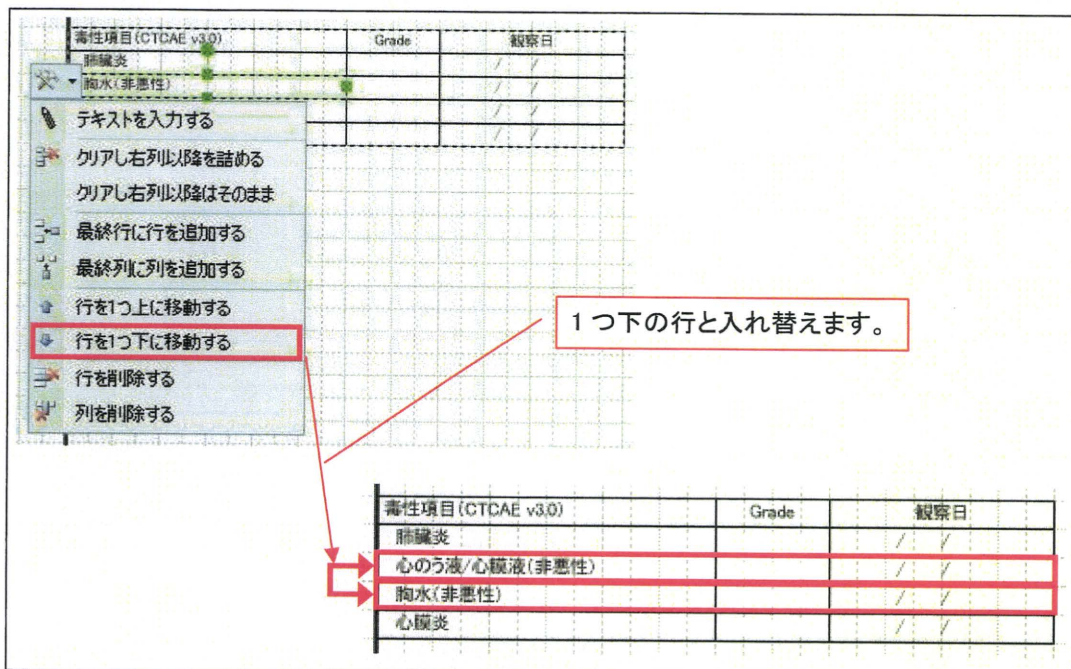 毒性項目(CTCAE v3.0) Grade 観察日
肺臓炎 / /
胸水(非悪性) / /
/ /
/ /
テキストを入力する
クリアし右列以降を詰める
クリアし右列以降はそのまま
最終行に行を追加する
最終列に列を追加する
行を1つ上に移動する
行を1つ下に移動する
行を削除する
列を削除する
1つ下の行と入れ替えます。
毒性項目(CTCAE v3.0) Grade 観察日
肺臓炎 / /
心のう液/心膜液(非悪性) / /
胸水(非悪性) / /
心膜炎 / /